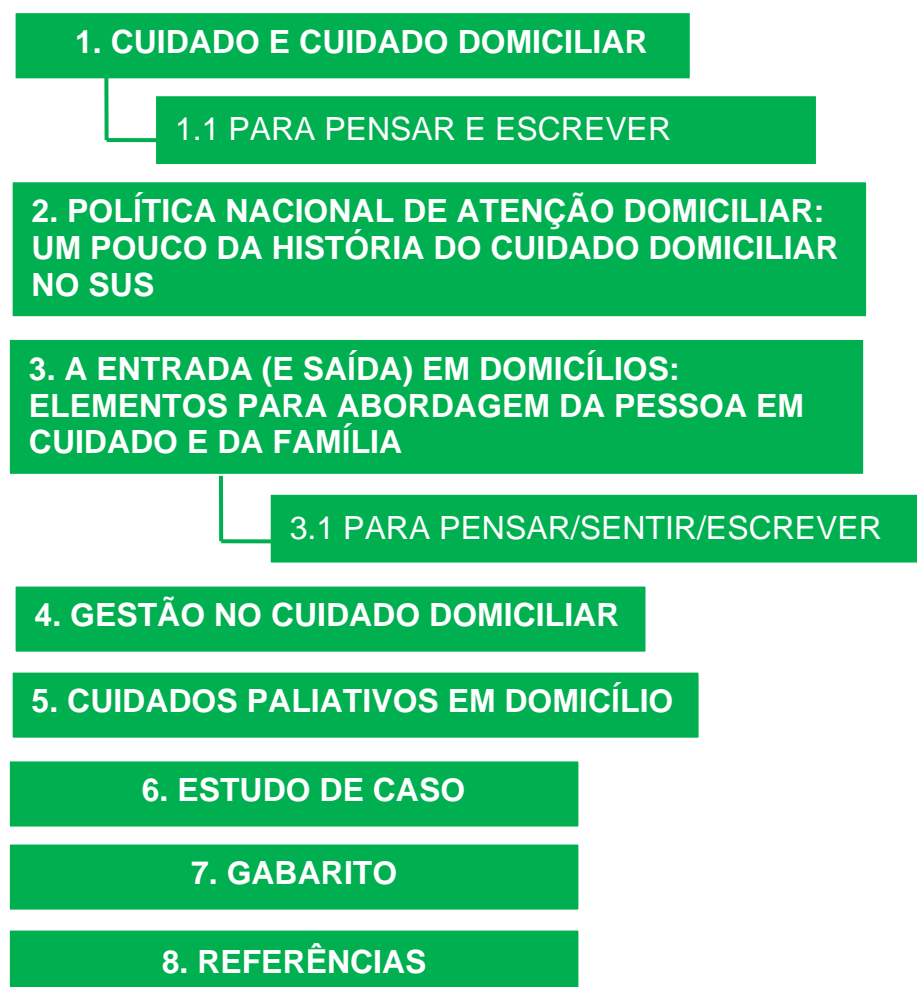 1. CUIDADO E CUIDADO DOMICILIAR
1.1 PARA PENSAR E ESCREVER
2. POLÍTICA NACIONAL DE ATENÇÃO DOMICILIAR:
UM POUCO DA HISTÓRIA DO CUIDADO DOMICILIAR
NO SUS
3. A ENTRADA (E SAÍDA) EM DOMICÍLIOS:
ELEMENTOS PARA ABORDAGEM DA PESSOA EM
CUIDADO E DA FAMÍLIA
3.1 PARA PENSAR/SENTIR/ESCREVER
4. GESTÃO NO CUIDADO DOMICILIAR
5. CUIDADOS PALIATIVOS EM DOMICÍLIO
6. ESTUDO DE CASO
7. GABARITO
8. REFERÊNCIAS